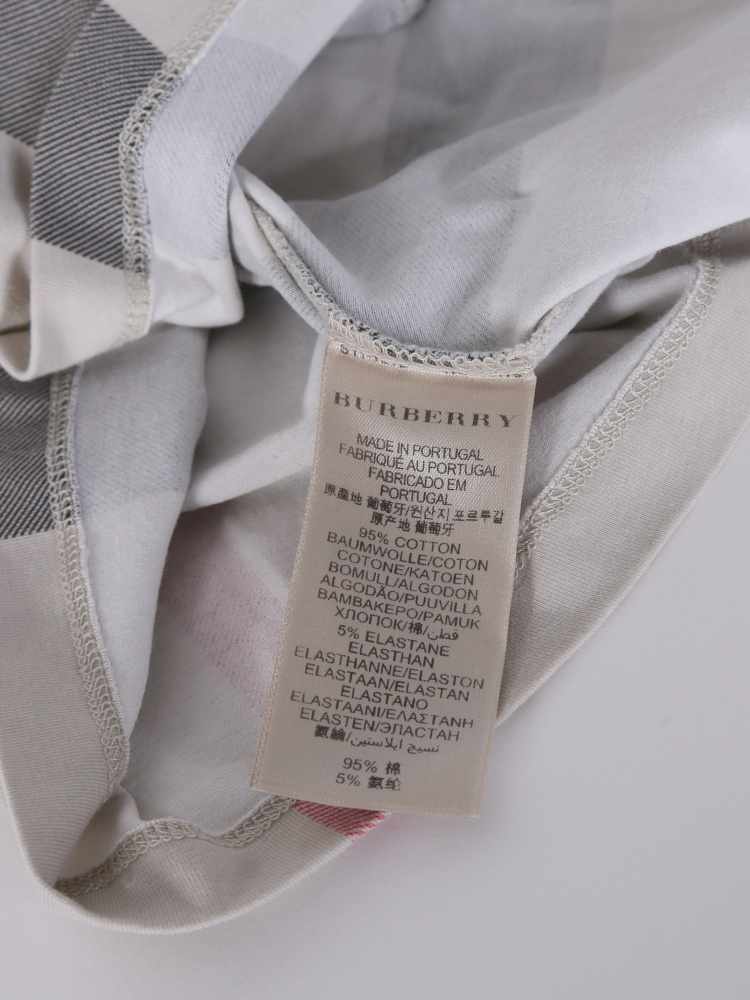 BURBERRY
MADE IN PORTUGAL
FABRIQUÉ AU PORTUGAL
FABRICADO EM
PORTUGAL
原產地 葡萄牙/원산지 포르투갈
原产地 葡萄牙
95% COTTON
BAUMWOLLE/COTON
COTONE/KATOEN
BOMULL/ALGODON
ALGODÃO/PUUVILLA
ΒΑΜΒΑΚΕΡΟ/PAMUK
ХЛОПОК/棉/قطن
5% ELASTANE
ELASTHAN
ELASTHANNE/ELASTON
ELASTAAN/ELASTAN
ELASTANO
ELASTAANI/ΕΛΑΣΤΑΝΗ
ELASTEN/ЭЛАСТАН
氨綸/نسيج ايلاستين
95% 棉
5% 氨纶